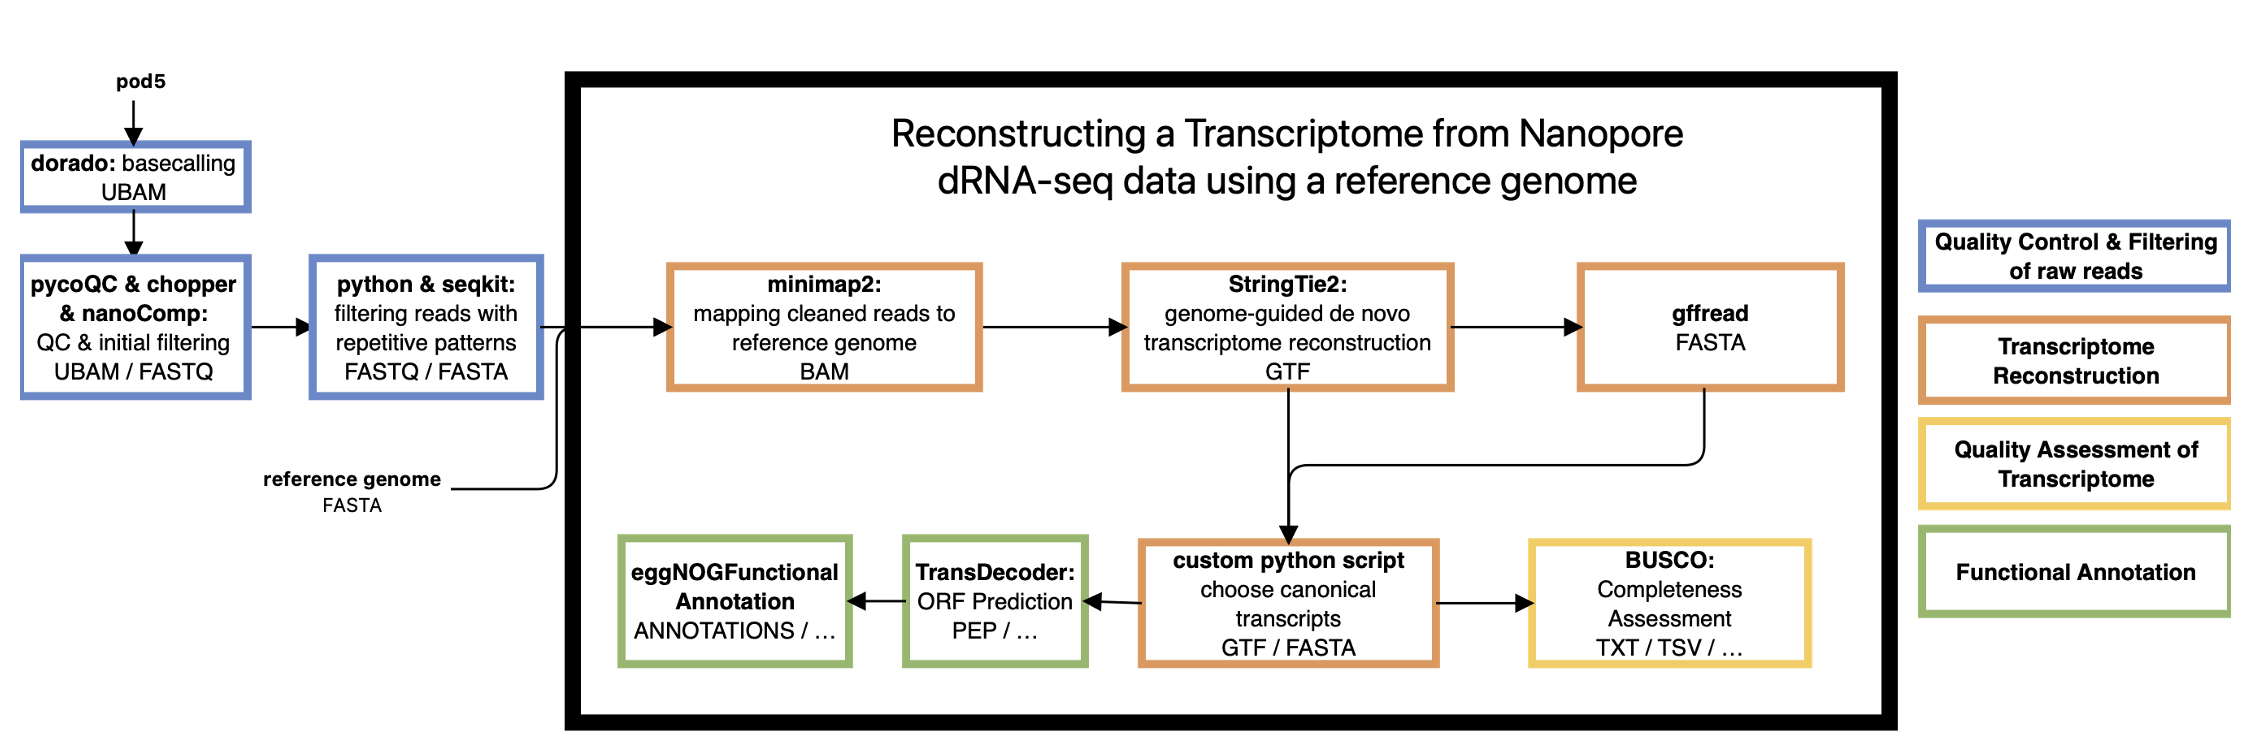 pod5
dorado: basecalling
UBAM
pycoQC & chopper
& nanoComp:
QC & initial filtering
UBAM / FASTQ
python & seqkit:
filtering reads with
repetitive patterns
FASTQ / FASTA
reference genome
FASTA
Reconstructing a Transcriptome from Nanopore
dRNA-seq data using a reference genome
minimap2:
mapping cleaned reads to
reference genome
BAM
StringTie2:
genome-guided de novo
transcriptome reconstruction
GTF
gffread
FASTA
eggNOGFunctional
Annotation
ANNOTATIONS / ...
TransDecoder:
ORF Prediction
PEP / ...
custom python script
choose canonical
transcripts
GTF / FASTA
BUSCO:
Completeness
Assessment
TXT / TSV / ...
Quality Control & Filtering
of raw reads
Transcriptome
Reconstruction
Quality Assessment of
Transcriptome
Functional Annotation